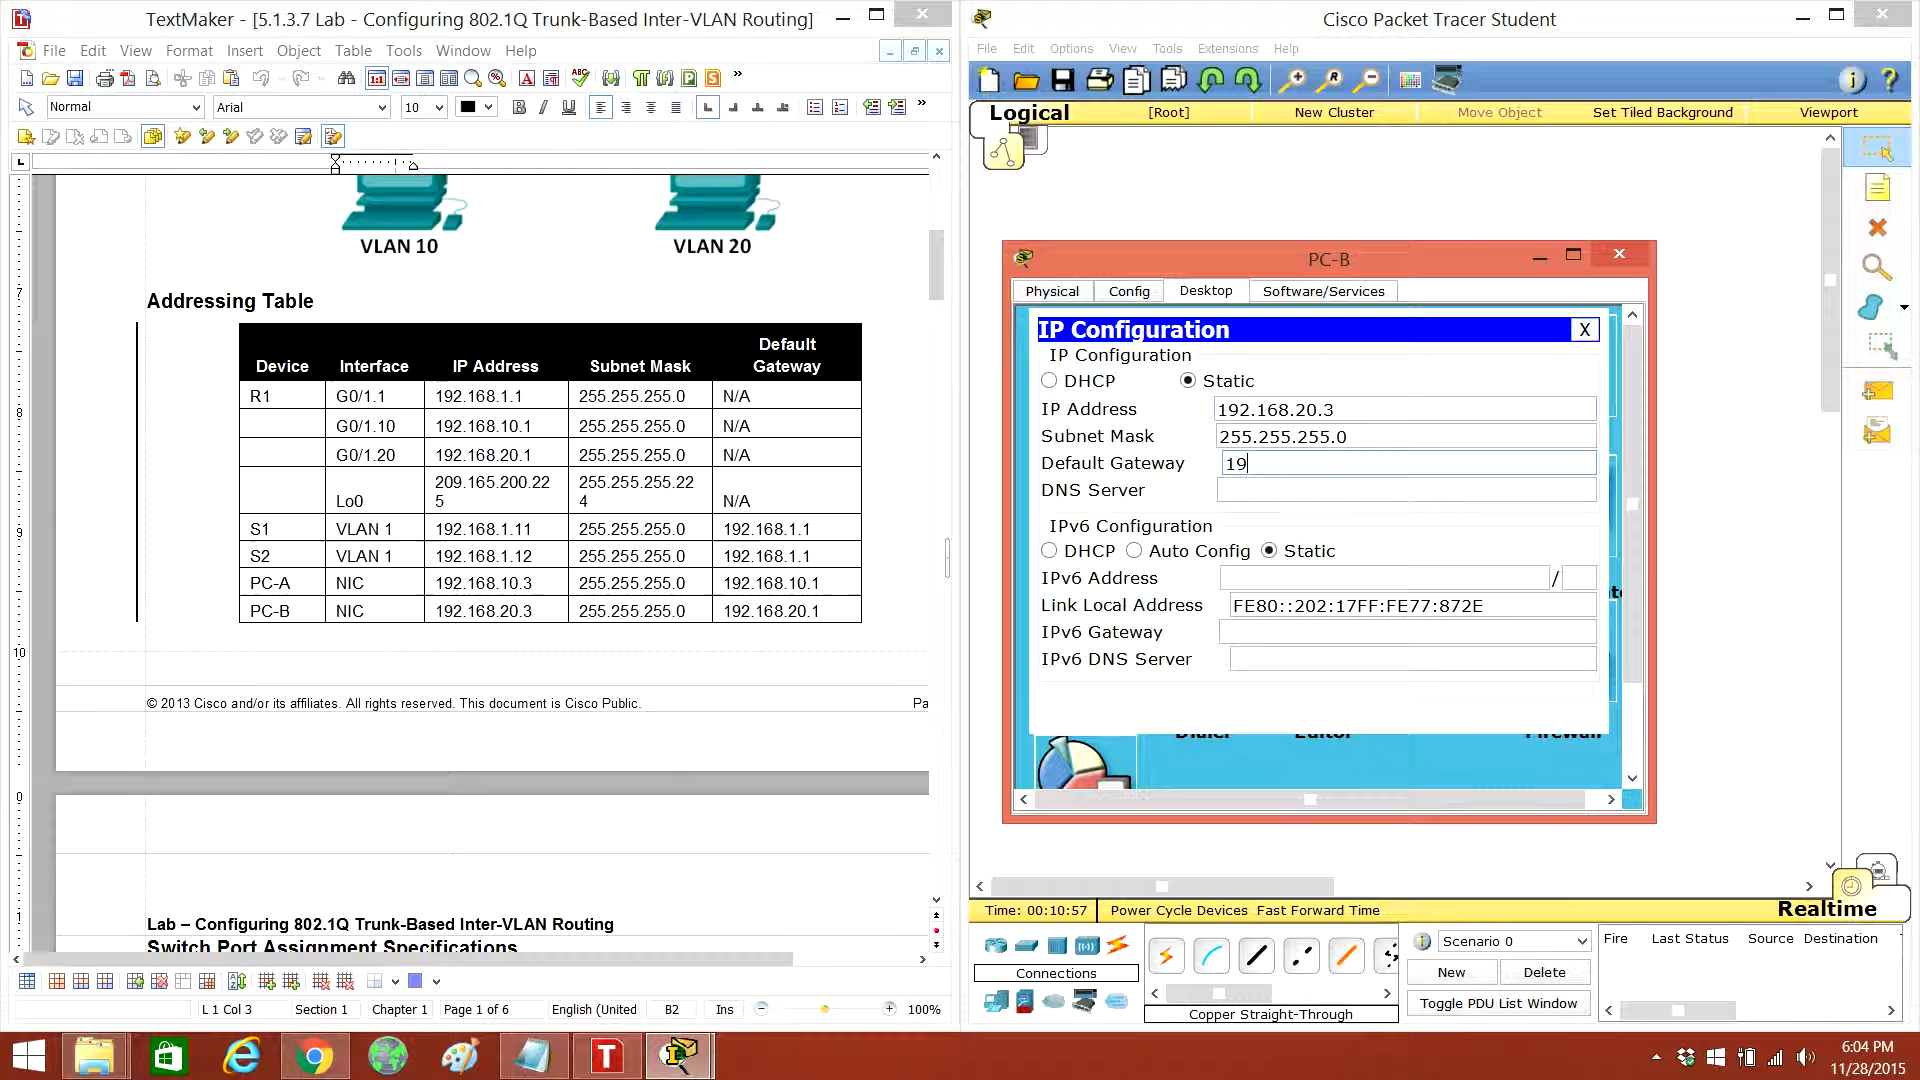 TextMaker - [5.1.3.7 Lab - Configuring 802.1Q Trunk-Based Inter-VLAN Routing]
File Edit View Format Insert Object Table Tools Window Help
Normal Arial 10
VLAN 10 VLAN 20
Addressing Table
Device Interface IP Address Subnet Mask Default Gateway
R1 G0/1.1 192.168.1.1 255.255.255.0 N/A
G0/1.10 192.168.10.1 255.255.255.0 N/A
G0/1.20 192.168.20.1 255.255.255.0 N/A
Lo0 209.165.200.225 255.255.255.224 N/A
S1 VLAN 1 192.168.1.11 255.255.255.0 192.168.1.1
S2 VLAN 1 192.168.1.12 255.255.255.0 192.168.1.1
PC-A NIC 192.168.10.3 255.255.255.0 192.168.10.1
PC-B NIC 192.168.20.3 255.255.255.0 192.168.20.1
© 2013 Cisco and/or its affiliates. All rights reserved. This document is Cisco Public. Pa
Lab – Configuring 802.1Q Trunk-Based Inter-VLAN Routing
Switch Port Assignment Specifications
7
8
9
10
0
1
L 1 Col 3 Section 1 Chapter 1 Page 1 of 6 English (United B2 Ins 100%
Cisco Packet Tracer Student
File Edit Options View Tools Extensions Help
Logical [Root] New Cluster Move Object Set Tiled Background Viewport
PC-B
Physical Config Desktop Software/Services
IP Configuration X
IP Configuration
DHCP Static
IP Address 192.168.20.3
Subnet Mask 255.255.255.0
Default Gateway 19
DNS Server
IPv6 Configuration
DHCP Auto Config Static
IPv6 Address /
Link Local Address FE80::202:17FF:FE77:872E
IPv6 Gateway
IPv6 DNS Server
Dialer Editor Firewall
Time: 00:10:57 Power Cycle Devices Fast Forward Time Realtime
Scenario 0 Fire Last Status Source Destination
Connections New Delete
Toggle PDU List Window
Copper Straight-Through
6:04 PM
11/28/2015